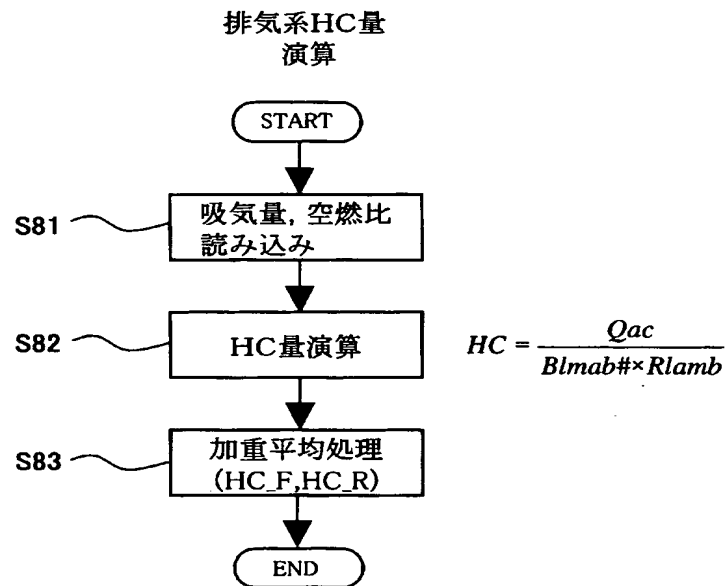 排気系HC量
演算
START
S81
吸気量, 空燃比
読み込み
S82
HC量演算
HC = Qac
Blmab#×Rlamb
S83
加重平均処理
(HC_F,HC_R)
END